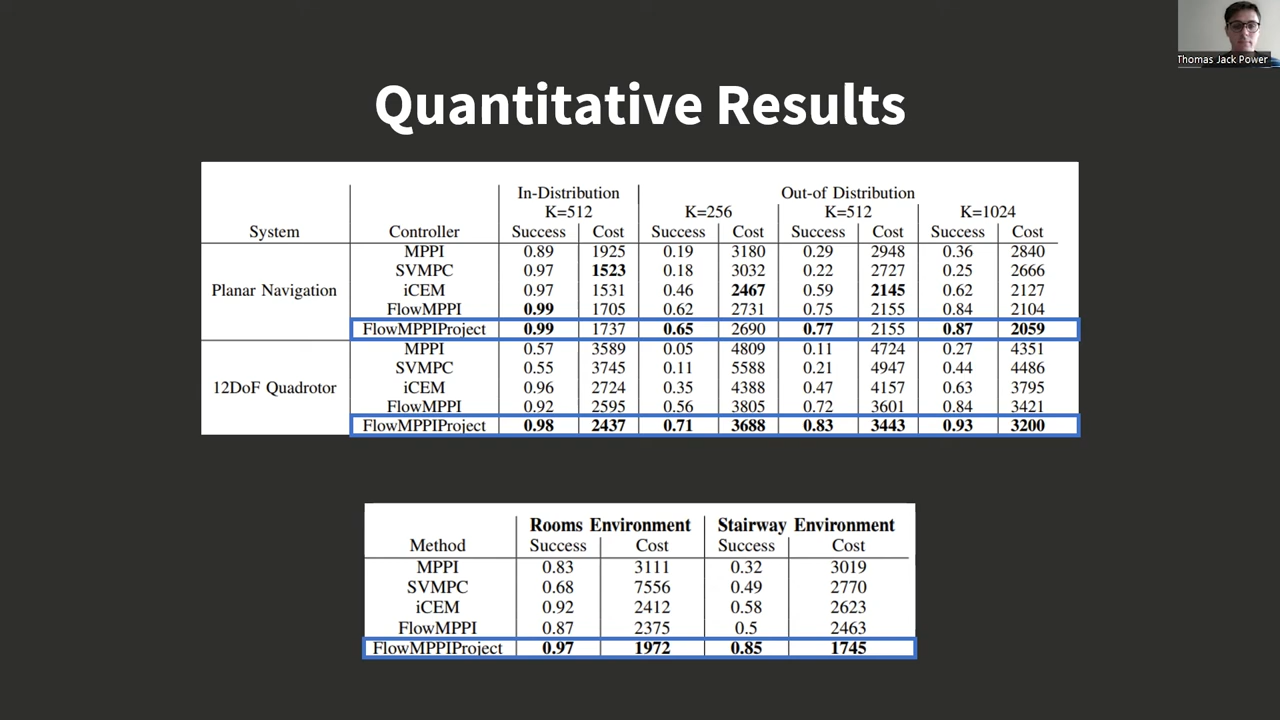 Thomas Jack Power
Quantitative Results
In-Distribution Out-of Distribution
K=512 K=256 K=512 K=1024
System Controller Success Cost Success Cost Success Cost Success Cost
MPPI 0.89 1925 0.19 3180 0.29 2948 0.36 2840
SVMPC 0.97 1523 0.18 3032 0.22 2727 0.25 2666
Planar Navigation iCEM 0.97 1531 0.46 2467 0.59 2145 0.62 2127
FlowMPPI 0.99 1705 0.62 2731 0.75 2155 0.84 2104
FlowMPPIProject 0.99 1737 0.65 2690 0.77 2155 0.87 2059
MPPI 0.57 3589 0.05 4809 0.11 4724 0.27 4351
SVMPC 0.55 3745 0.11 5588 0.21 4947 0.44 4486
12DoF Quadrotor iCEM 0.96 2724 0.35 4388 0.47 4157 0.63 3795
FlowMPPI 0.92 2595 0.56 3805 0.72 3601 0.84 3421
FlowMPPIProject 0.98 2437 0.71 3688 0.83 3443 0.93 3200
Rooms Environment Stairway Environment
Method Success Cost Success Cost
MPPI 0.83 3111 0.32 3019
SVMPC 0.68 7556 0.49 2770
iCEM 0.92 2412 0.58 2623
FlowMPPI 0.87 2375 0.5 2463
FlowMPPIProject 0.97 1972 0.85 1745